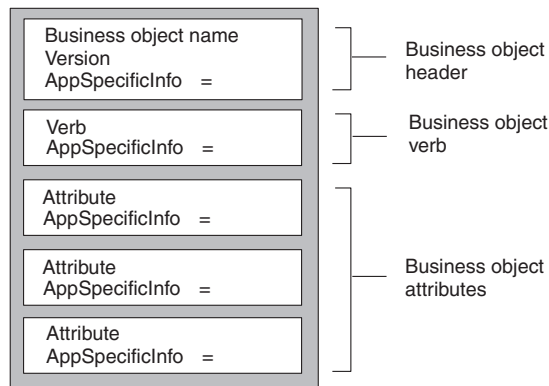 Business object name
Version
AppSpecificInfo =
Business object
header
Verb
AppSpecificInfo =
Business object
verb
Attribute
AppSpecificInfo =
Attribute
AppSpecificInfo =
Attribute
AppSpecificInfo =
Business object
attributes